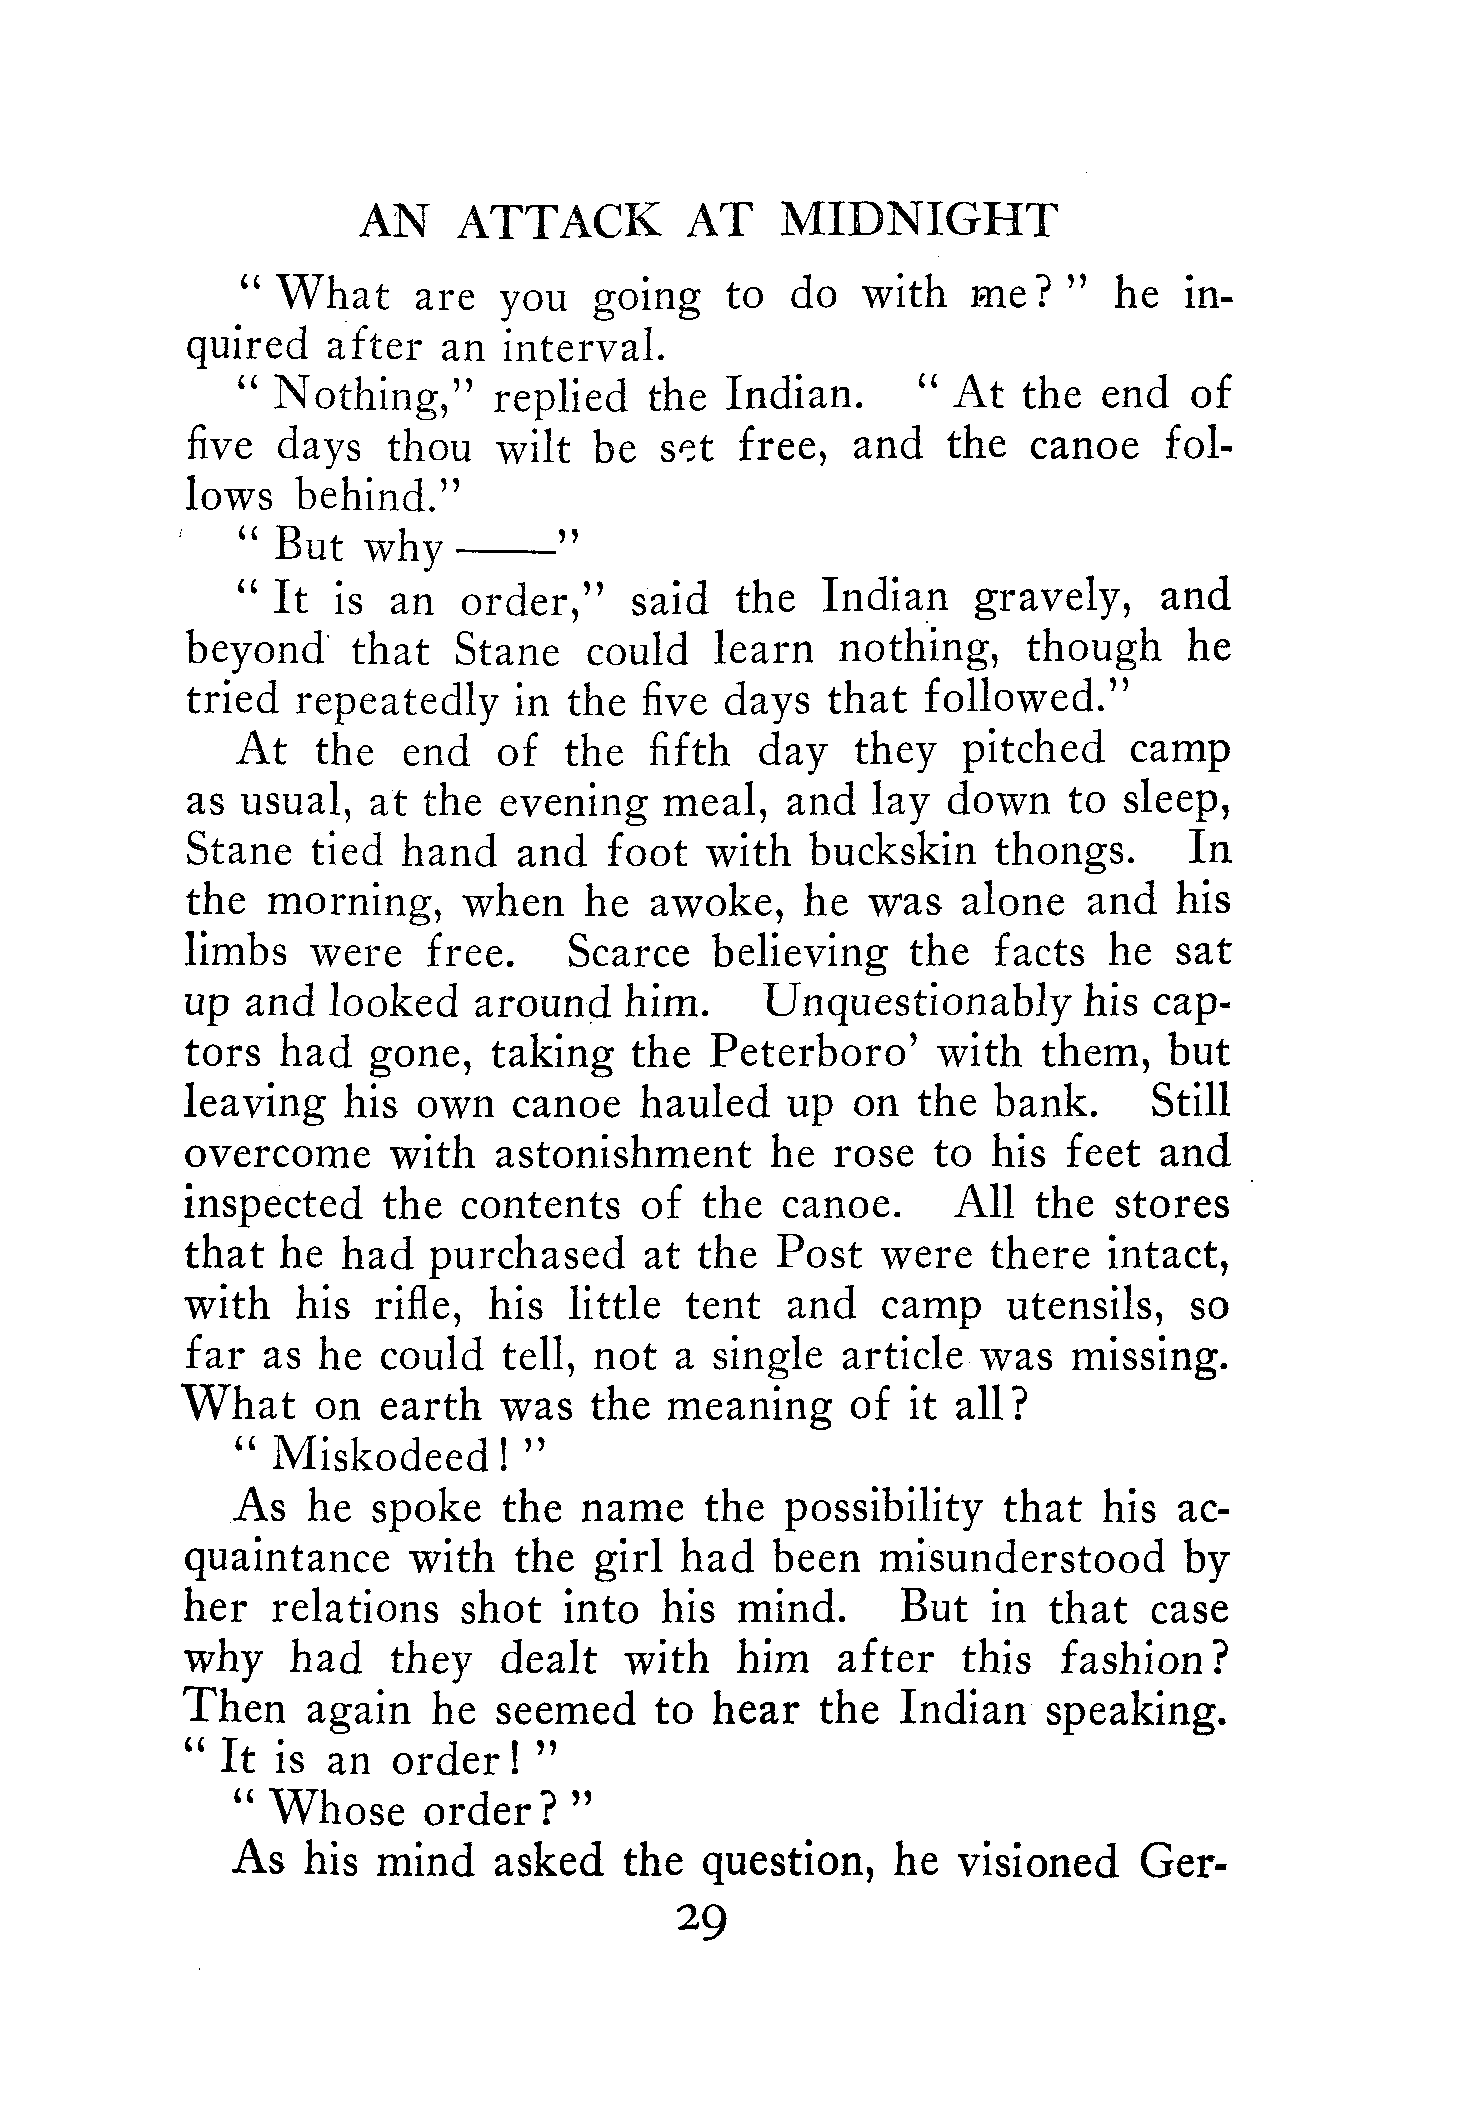 AN ATTACK AT MIDNIGHT
“ What are you going to do with me? ” he in-
quired after an interval.
“ Nothing,” replied the Indian. “ At the end of
five days thou wilt be set free, and the canoe fol-
lows behind.”
“ But why ——”
“ It is an order,” said the Indian gravely, and
beyond that Stane could learn nothing, though he
tried repeatedly in the five days that followed.”
At the end of the fifth day they pitched camp
as usual, at the evening meal, and lay down to sleep,
Stane tied hand and foot with buckskin thongs. In
the morning, when he awoke, he was alone and his
limbs were free. Scarce believing the facts he sat
up and looked around him. Unquestionably his cap-
tors had gone, taking the Peterboro’ with them, but
leaving his own canoe hauled up on the bank. Still
overcome with astonishment he rose to his feet and
inspected the contents of the canoe. All the stores
that he had purchased at the Post were there intact,
with his rifle, his little tent and camp utensils, so
far as he could tell, not a single article was missing.
What on earth was the meaning of it all?
“ Miskodeed! ”
As he spoke the name the possibility that his ac-
quaintance with the girl had been misunderstood by
her relations shot into his mind. But in that case
why had they dealt with him after this fashion?
Then again he seemed to hear the Indian speaking.
“ It is an order! ”
“ Whose order? ”
As his mind asked the question, he visioned Ger-
29